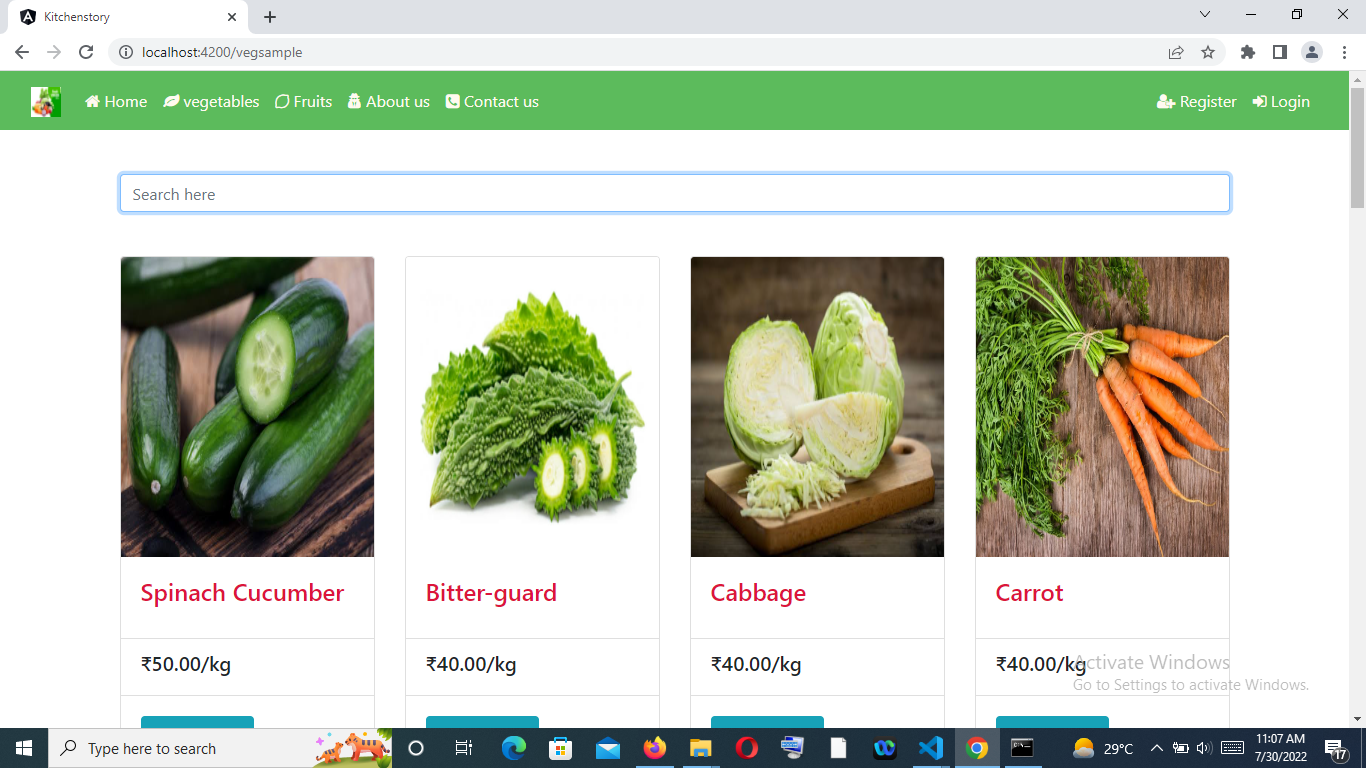 Kitchenstory
localhost:4200/vegsample
Home vegetables Fruits About us Contact us Register Login
Search here
Spinach Cucumber Bitter-guard Cabbage Carrot
₹50.00/kg ₹40.00/kg ₹40.00/kg ₹40.00/kg
Activate Windows
Go to Settings to activate Windows.
Type here to search
29°C
11:07 AM
7/30/2022
17